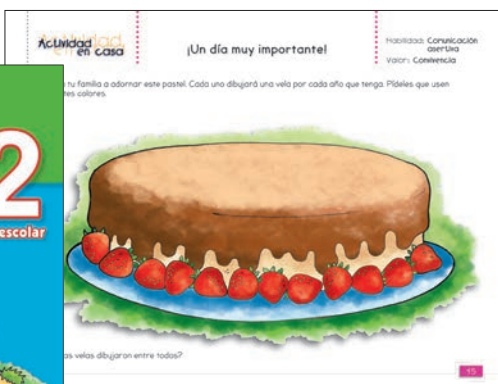 Actividad
en casa
¡Un día muy importante!
Habilidad: Comunicación
asertiva
Valor: Convivencia
tu familia a adornar este pastel. Cada uno dibujará una vela por cada año que tenga. Pídeles que usen
tes colores.
2
escolar
as velas dibujaron entre todos?
15